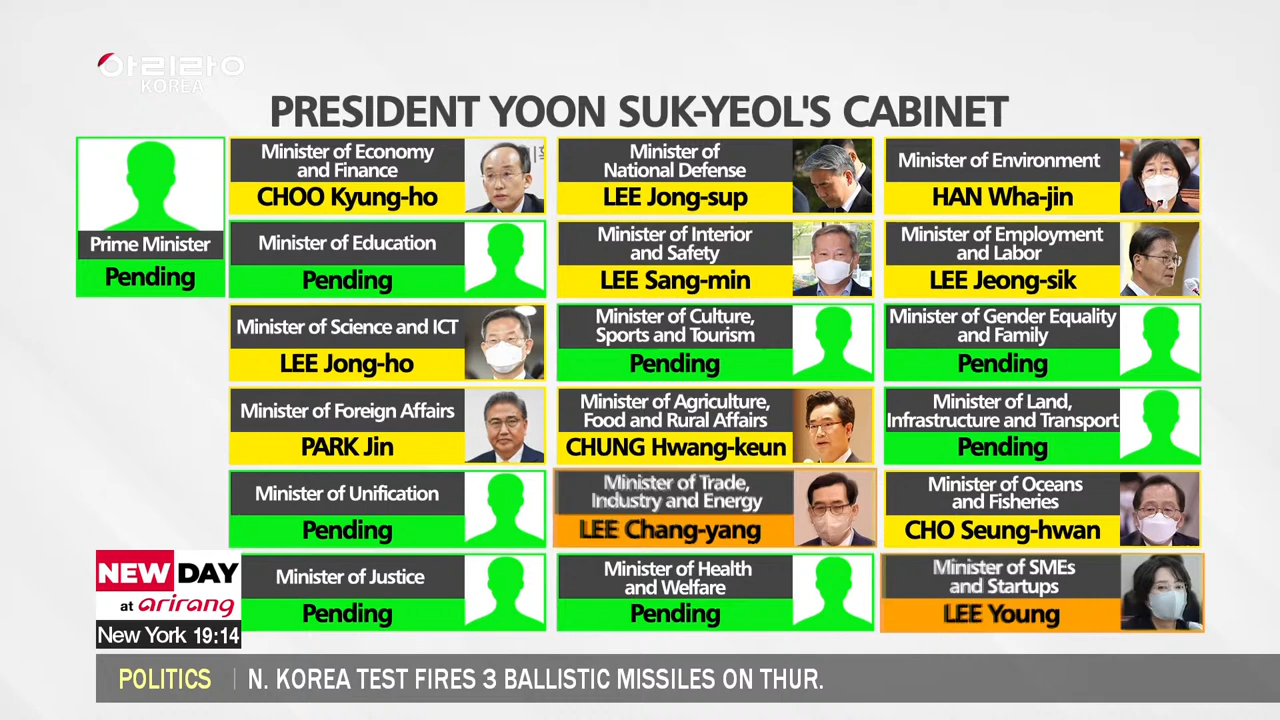 아리랑
KOREA
PRESIDENT YOON SUK-YEOL'S CABINET
Prime Minister
Pending
Minister of Economy
and Finance
CHOO Kyung-ho
Minister of
National Defense
LEE Jong-sup
Minister of Environment
HAN Wha-jin
Minister of Education
Pending
Minister of Interior
and Safety
LEE Sang-min
Minister of Employment
and Labor
LEE Jeong-sik
Minister of Science and ICT
LEE Jong-ho
Minister of Culture,
Sports and Tourism
Pending
Minister of Gender Equality
and Family
Pending
Minister of Foreign Affairs
PARK Jin
Minister of Agriculture,
Food and Rural Affairs
CHUNG Hwang-keun
Minister of Land,
Infrastructure and Transport
Pending
Minister of Unification
Pending
Minister of Trade,
Industry and Energy
LEE Chang-yang
Minister of Oceans
and Fisheries
CHO Seung-hwan
Minister of Justice
Pending
Minister of Health
and Welfare
Pending
Minister of SMEs
and Startups
LEE Young
NEW DAY
at arirang
New York 19:14
POLITICS N. KOREA TEST FIRES 3 BALLISTIC MISSILES ON THUR.